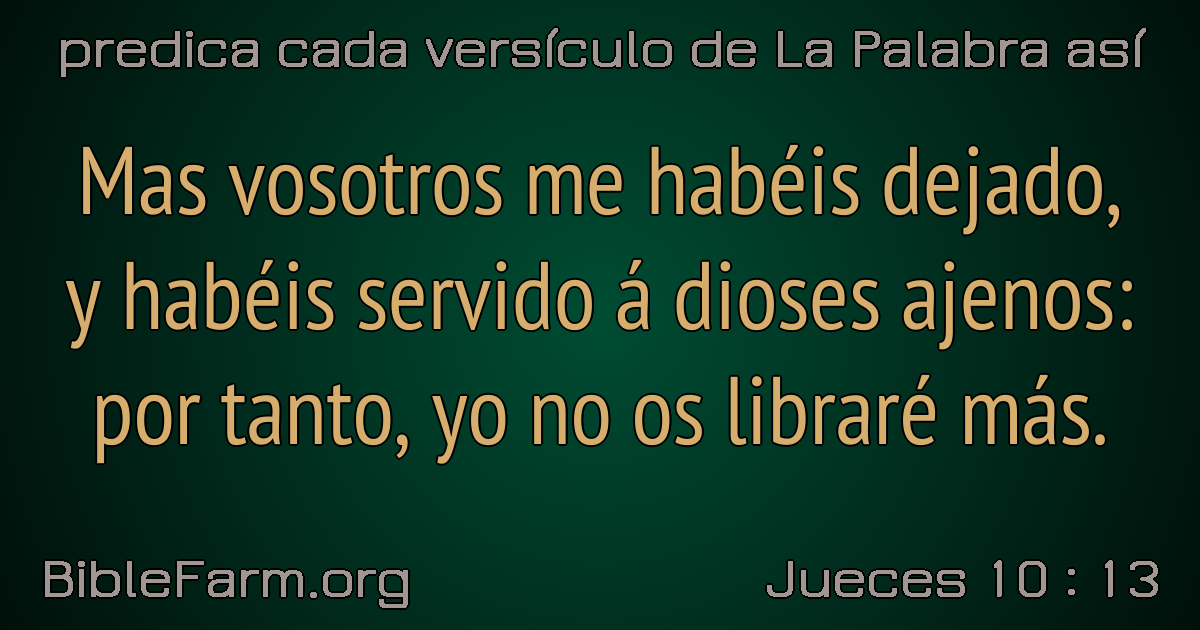 predica cada versículo de La Palabra así
Mas vosotros me habéis dejado,
y habéis servido á dioses ajenos:
por tanto, yo no os libraré más.
BibleFarm.org
Jueces 10 : 13